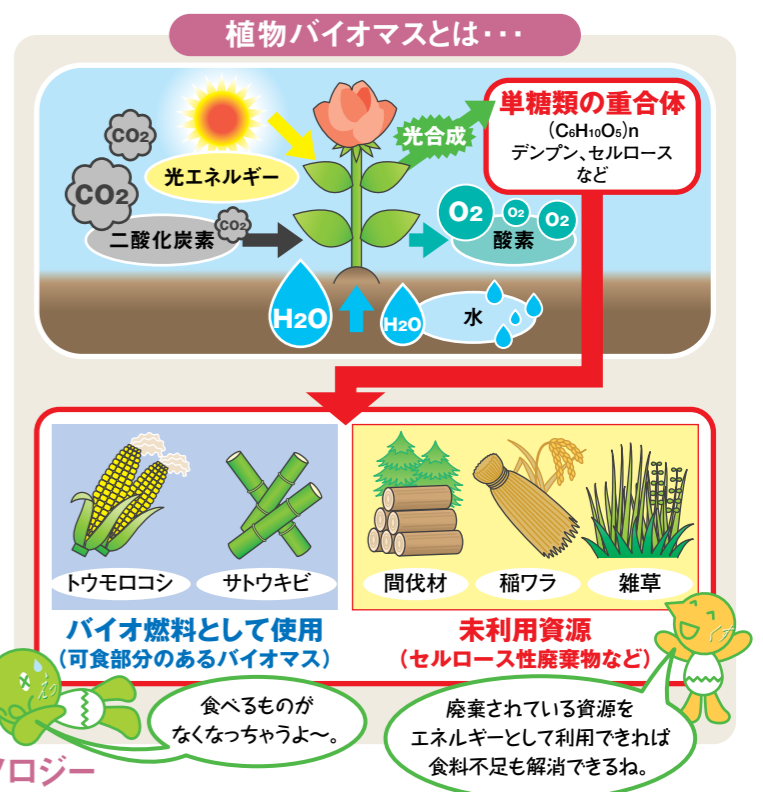 植物バイオマスとは・・・
単糖類の重合体
(C₆H₁₀O₅)n
デンプン、セルロース
など
光合成
CO₂
光エネルギー
CO₂
CO₂
二酸化炭素
O₂
O₂
O₂
酸素
H₂O
H₂O
水
トウモロコシ
サトウキビ
間伐材
稲ワラ
雑草
バイオ燃料として使用
(可食部分のあるバイオマス)
未利用資源
(セルロース性廃棄物など)
食べるものが
なくなっちゃうよ〜。
廃棄されている資源を
エネルギーとして利用できれば
食料不足も解消できるね。
ロジー